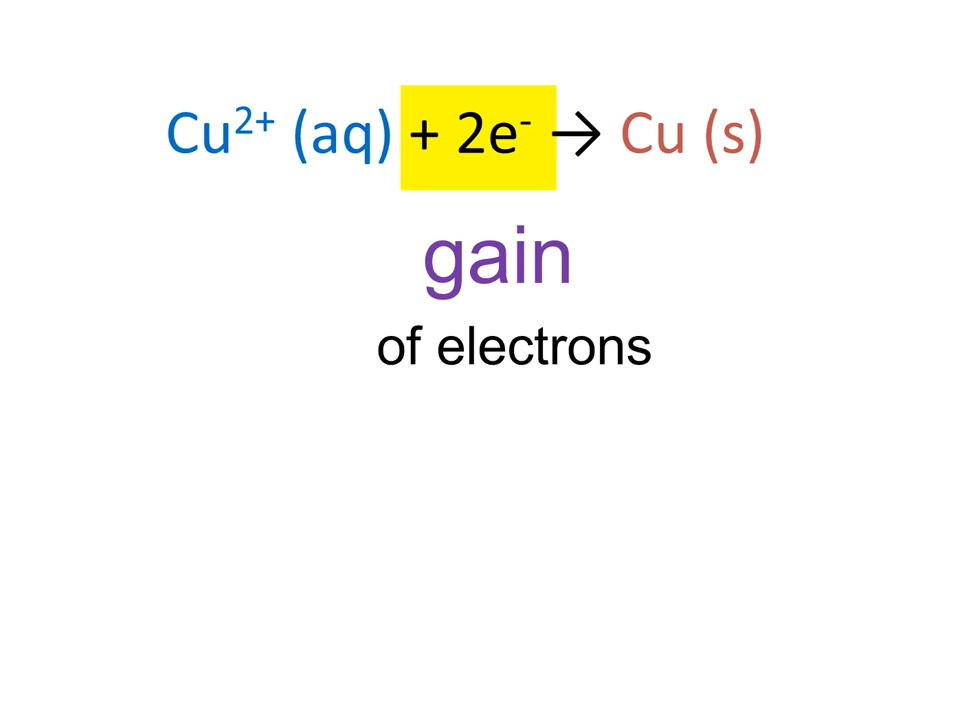 Cu²⁺ (aq) + 2e⁻ → Cu (s)
gain
of electrons